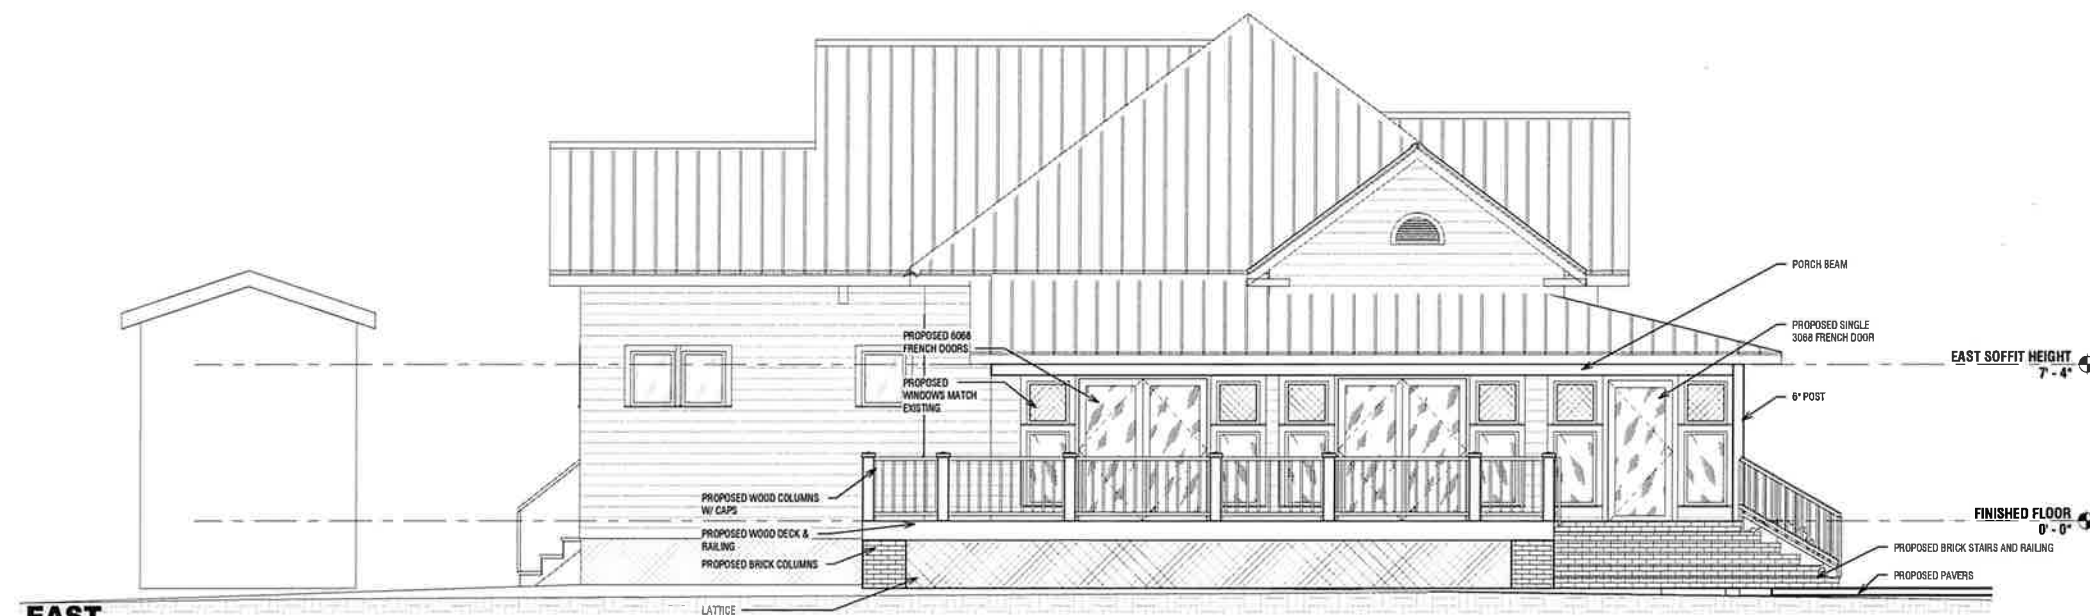 PORCH BEAM
PROPOSED SINGLE
3068 FRENCH DOOR
PROPOSED 6068
FRENCH DOORS
EAST SOFFIT HEIGHT
7' - 4"
PROPOSED
WINDOWS MATCH
EXISTING
6" POST
PROPOSED WOOD COLUMNS
W/ CAPS
FINISHED FLOOR
0' - 0"
PROPOSED WOOD DECK &
RAILING
PROPOSED BRICK STAIRS AND RAILING
PROPOSED BRICK COLUMNS
PROPOSED PAVERS
LATTICE
EAST